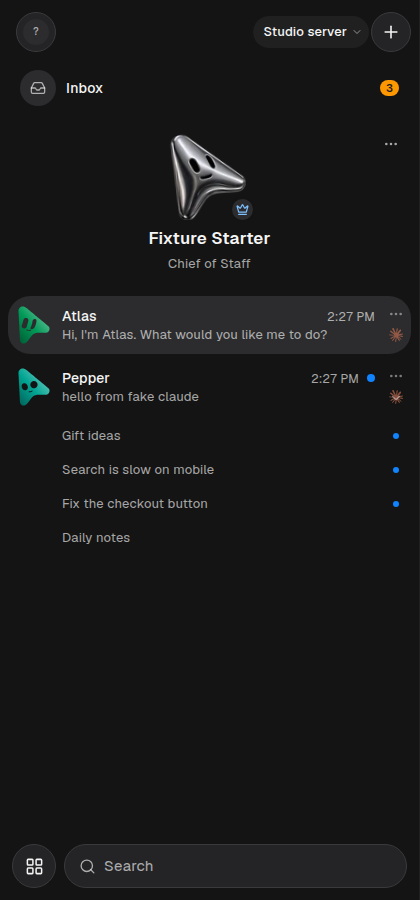 ?
Studio server
Inbox
3
Fixture Starter
Chief of Staff
Atlas
2:27 PM
Hi, I'm Atlas. What would you like me to do?
Pepper
2:27 PM
hello from fake claude
Gift ideas
Search is slow on mobile
Fix the checkout button
Daily notes
Search